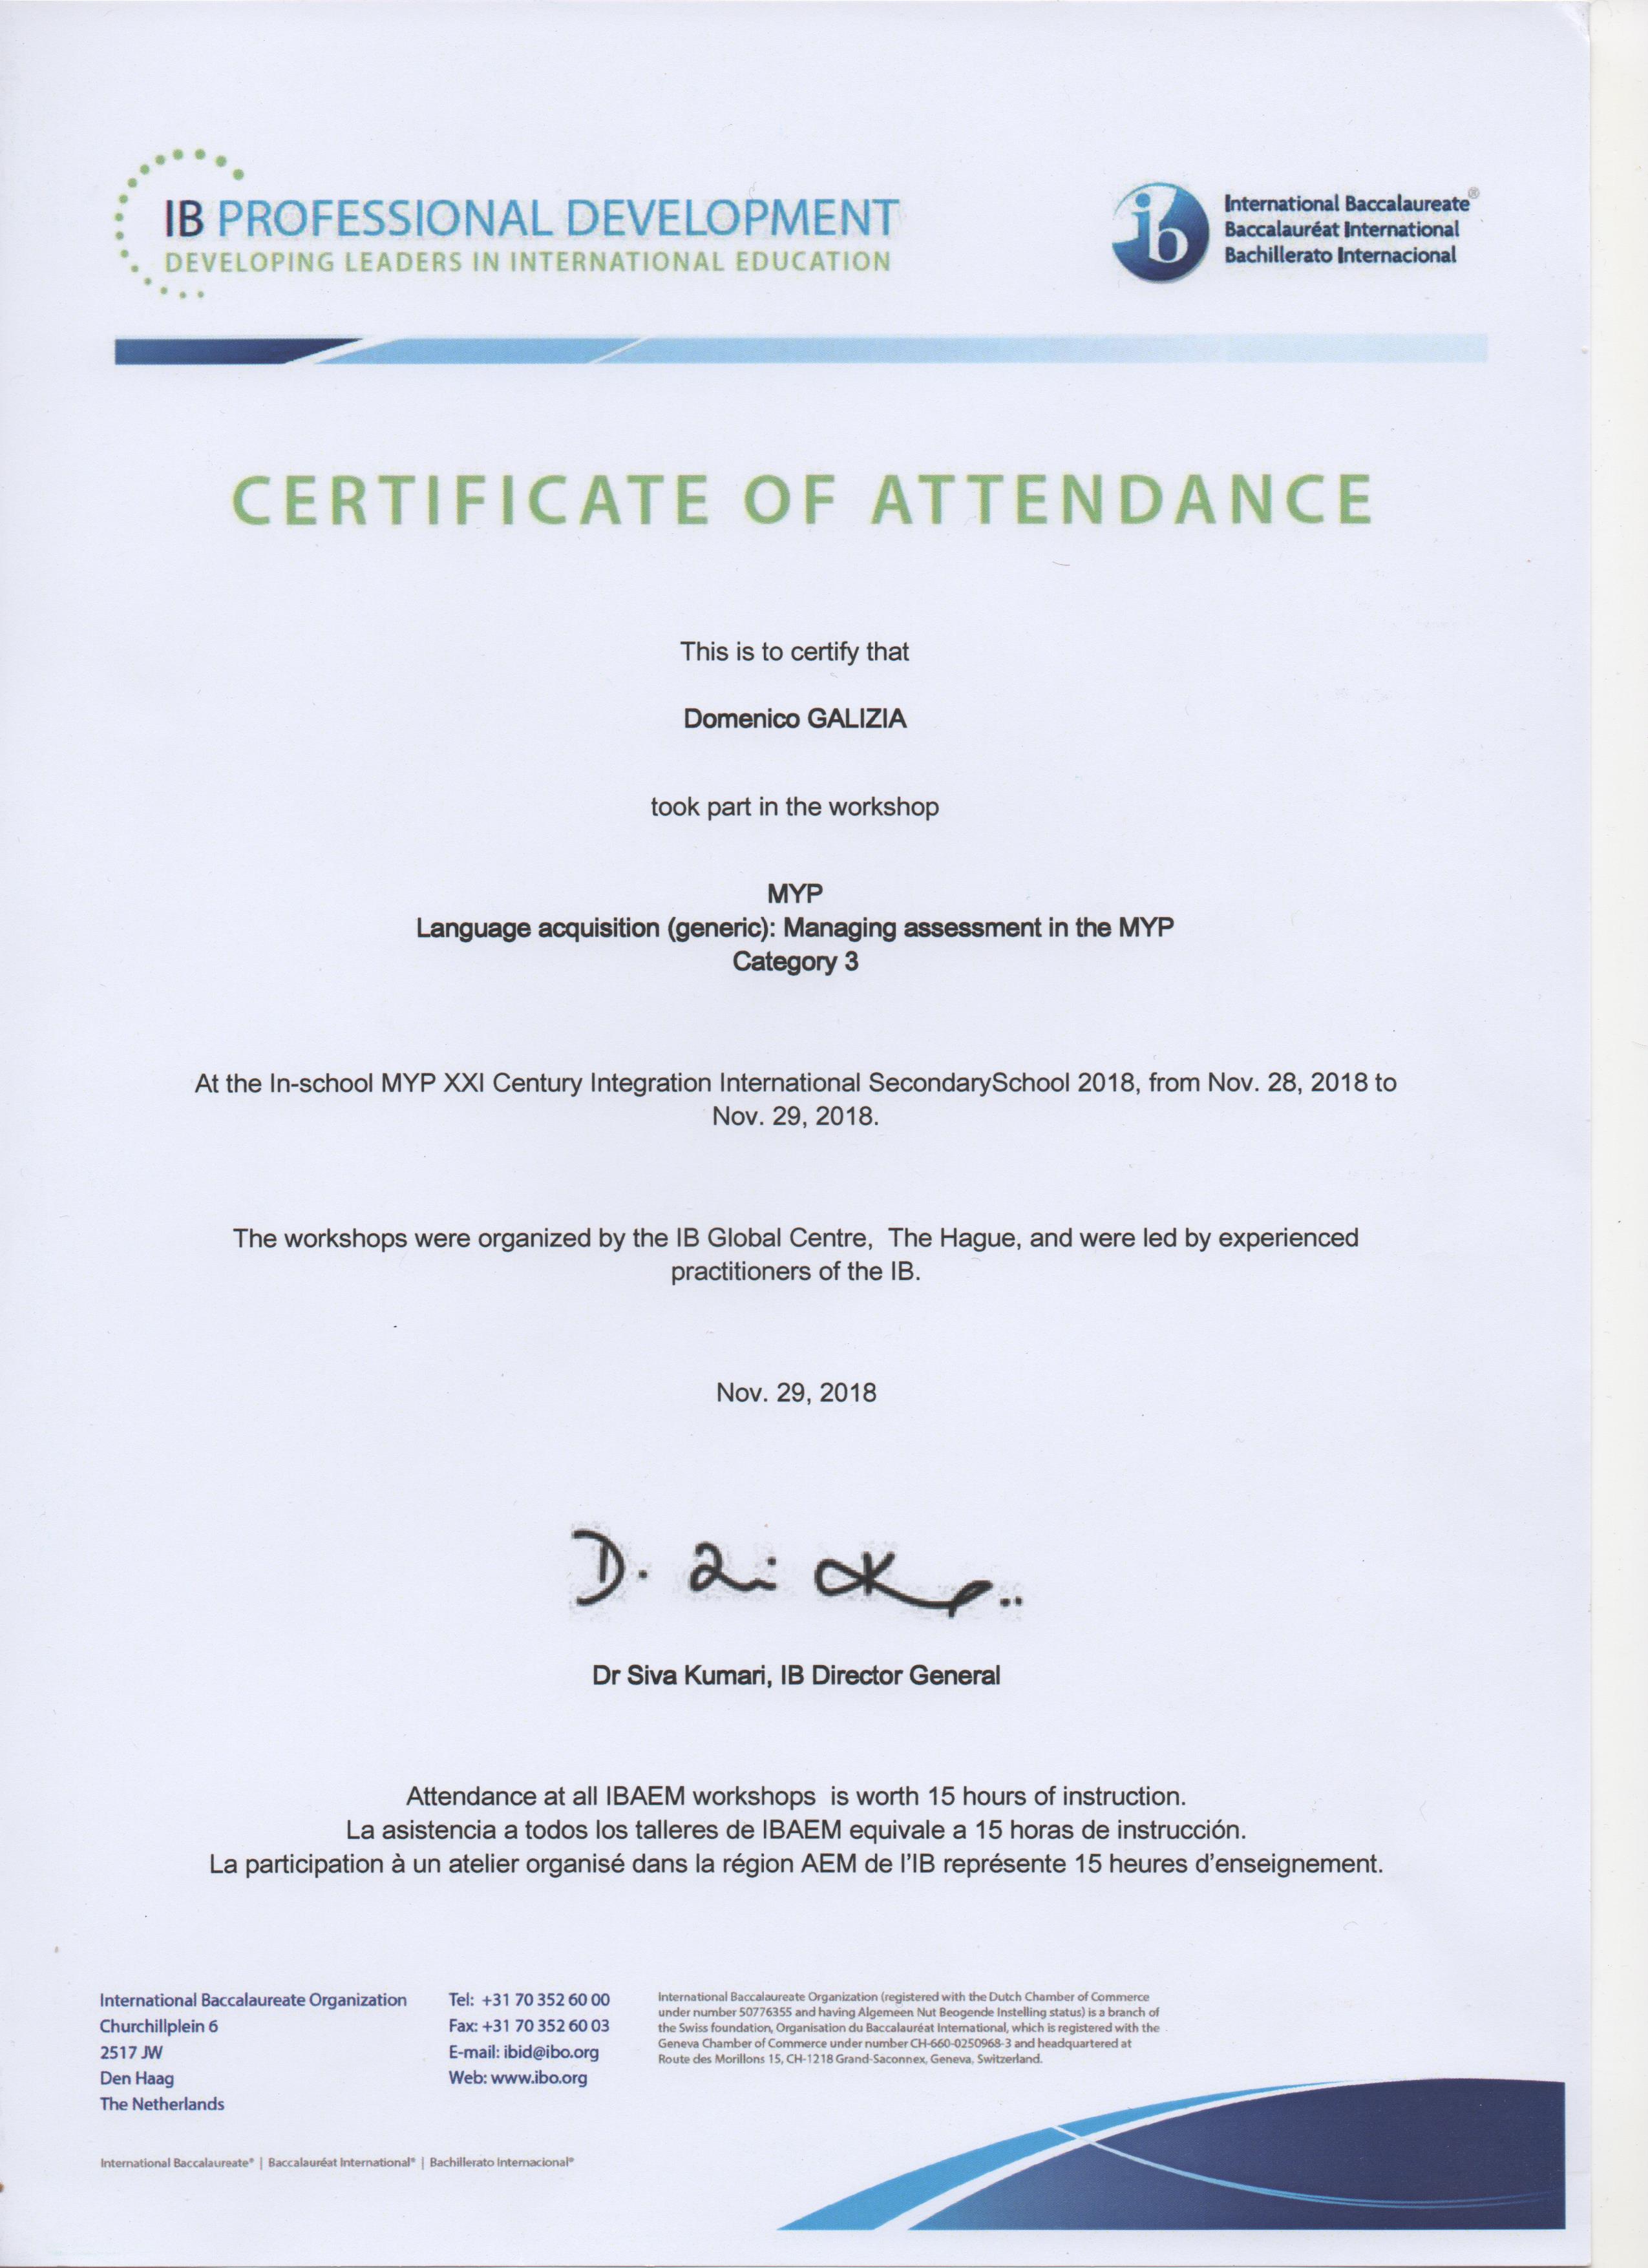 IB PROFESSIONAL DEVELOPMENT
DEVELOPING LEADERS IN INTERNATIONAL EDUCATION
ib
International Baccalaureate®
Baccalauréat International
Bachillerato Internacional
CERTIFICATE OF ATTENDANCE
This is to certify that
Domenico GALIZIA
took part in the workshop
MYP
Language acquisition (generic): Managing assessment in the MYP
Category 3
At the In-school MYP XXI Century Integration International SecondarySchool 2018, from Nov. 28, 2018 to
Nov. 29, 2018.
The workshops were organized by the IB Global Centre,  The Hague, and were led by experienced
practitioners of the IB.
Nov. 29, 2018
Dr Siva Kumari, IB Director General
Attendance at all IBAEM workshops  is worth 15 hours of instruction.
La asistencia a todos los talleres de IBAEM equivale a 15 horas de instrucción.
La participation à un atelier organisé dans la région AEM de l'IB représente 15 heures d'enseignement.
International Baccalaureate Organization
Churchillplein 6
2517 JW
Den Haag
The Netherlands
Tel: +31 70 352 60 00
Fax: +31 70 352 60 03
E-mail: ibid@ibo.org
Web: www.ibo.org
International Baccalaureate Organization (registered with the Dutch Chamber of Commerce
under number 50776355 and having Algemeen Nut Beogende Instelling status) is a branch of
the Swiss foundation, Organisation du Baccalauréat International, which is registered with the
Geneva Chamber of Commerce under number CH-660-0250968-3 and headquartered at
Route des Morillons 15, CH-1218 Grand-Saconnex, Geneva, Switzerland.
International Baccalaureate® | Baccalauréat International® | Bachillerato Internacional®